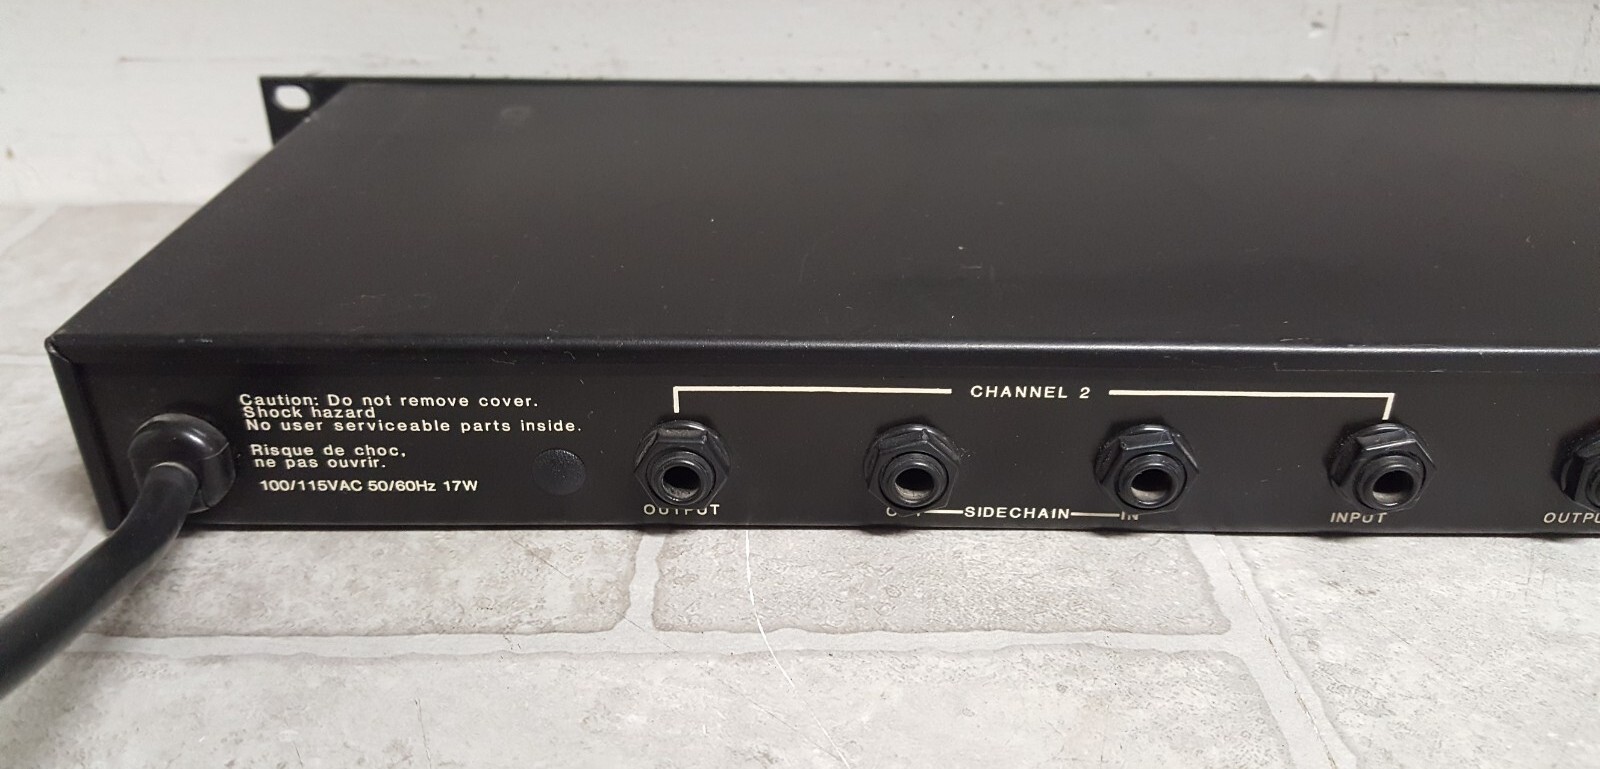 Caution: Do not remove cover.
Shock hazard
No user serviceable parts inside.
Risque de choc,
ne pas ouvrir.
100/115VAC 50/60Hz 17W
CHANNEL 2
OUTPUT
SIDECHAIN IN
INPUT